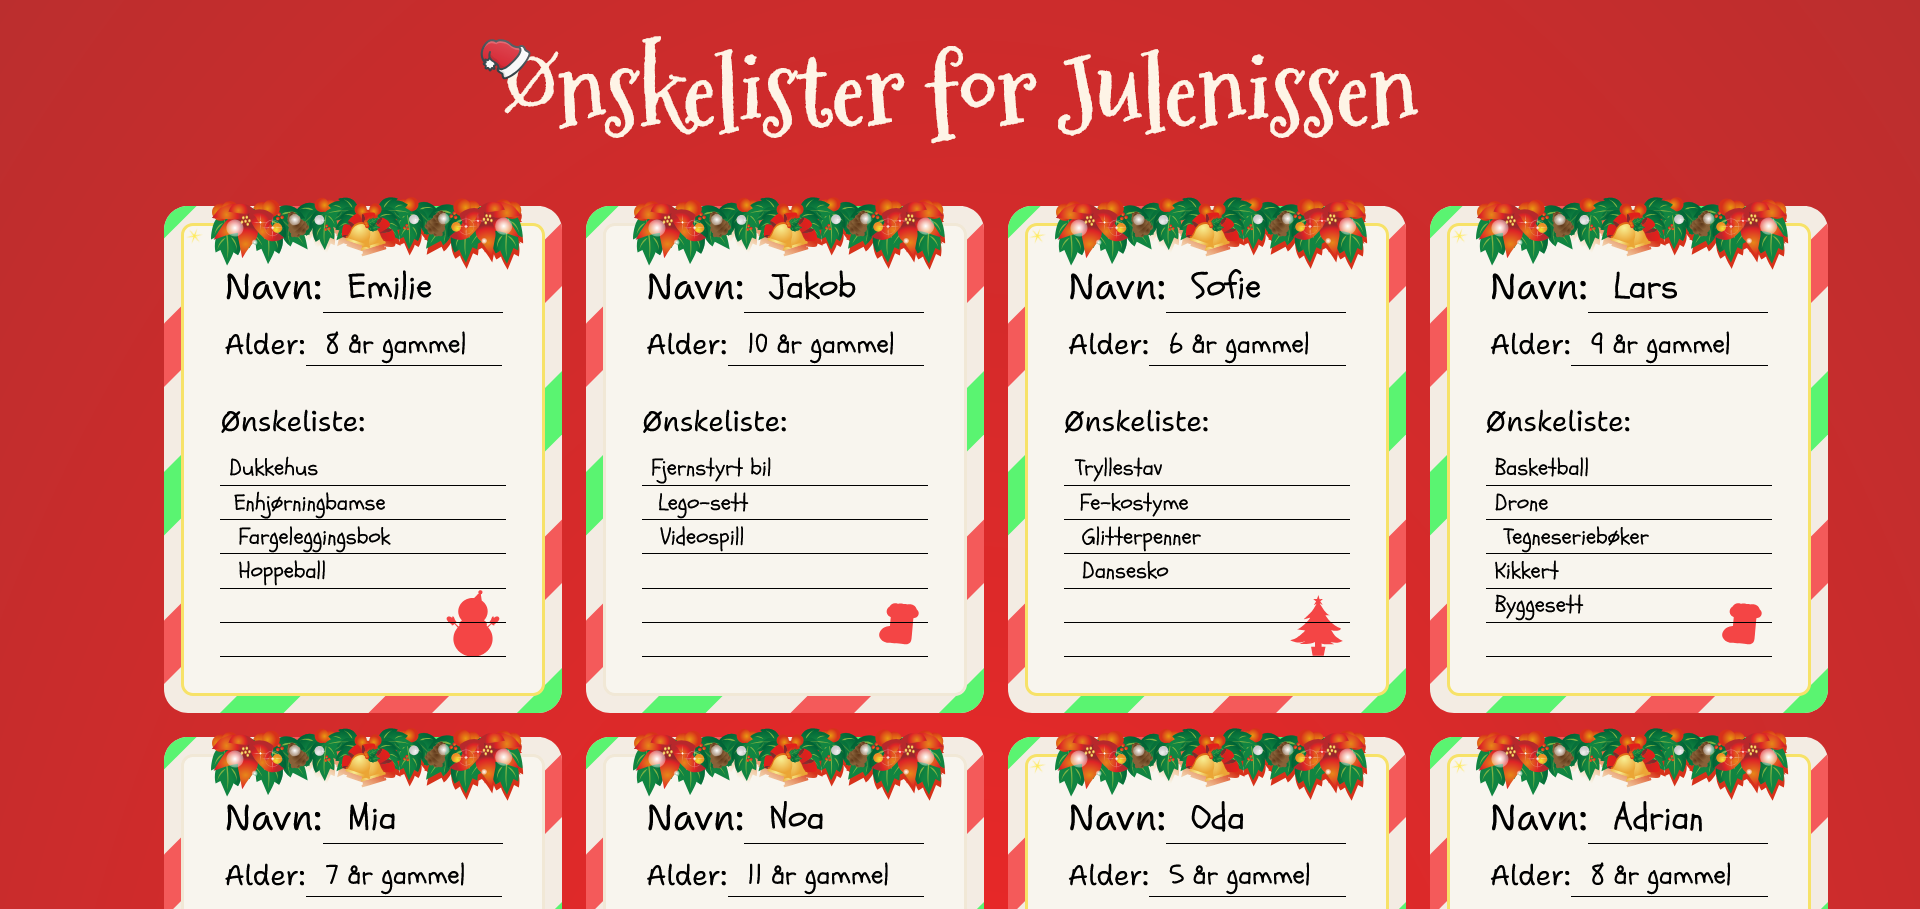 Ønskelister for Julenissen
Navn: Emilie
Alder: 8 år gammel
Ønskeliste:
Dukkehus
Enhjørningbamse
Fargeleggingsbok
Hoppeball
Navn: Jakob
Alder: 10 år gammel
Ønskeliste:
Fjernstyrt bil
Lego-sett
Videospill
Navn: Sofie
Alder: 6 år gammel
Ønskeliste:
Tryllestav
Fe-kostyme
Glitterpenner
Dansesko
Navn: Lars
Alder: 9 år gammel
Ønskeliste:
Basketball
Drone
Tegneseriebøker
Kikkert
Byggesett
Navn: Mia
Alder: 7 år gammel
Navn: Noa
Alder: 11 år gammel
Navn: Oda
Alder: 5 år gammel
Navn: Adrian
Alder: 8 år gammel